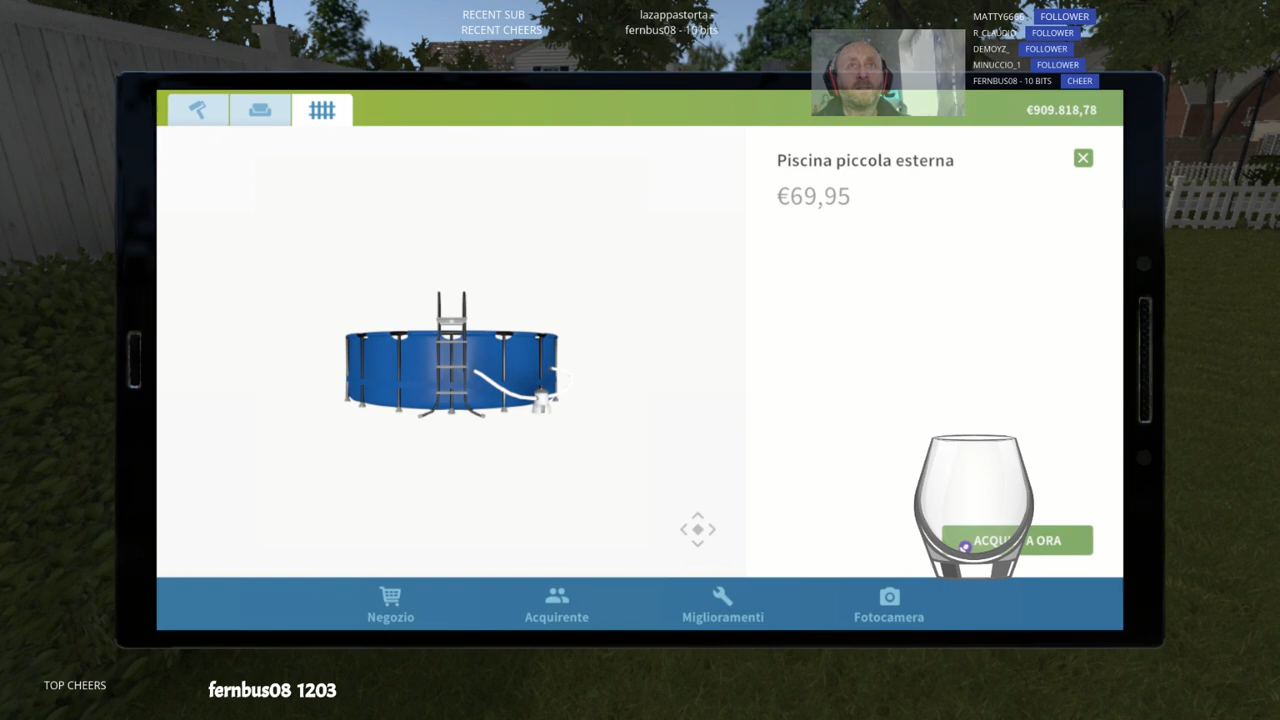 RECENT SUB
lazappastorta -
RECENT CHEERS
fernbus08 - 10 bits
MATTY6666 - FOLLOWER
R_CLAUDIO_ FOLLOWER
DEMOYZ_ FOLLOWER
MINUCCIO_1 FOLLOWER
FERNBUS08 - 10 BITS CHEER
€909.818,78
Piscina piccola esterna
€69,95
Negozio
Acquirente
Miglioramenti
Fotocamera
TOP CHEERS
fernbus08 1203